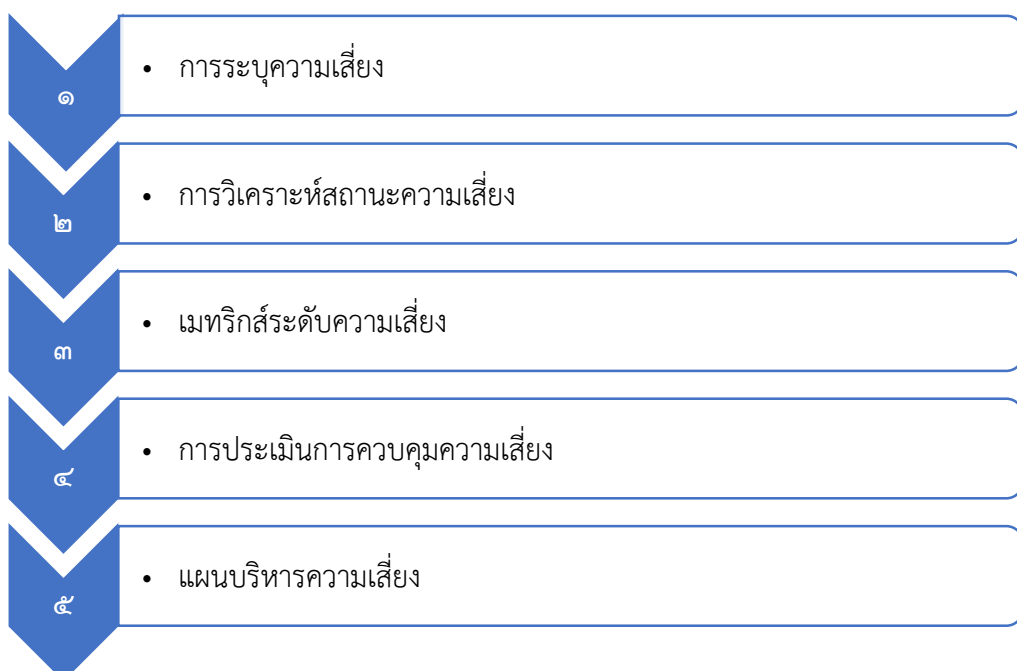 ๑
• การระบุความเสี่ยง
๒
• การวิเคราะห์สถานะความเสี่ยง
๓
• เมทริกส์ระดับความเสี่ยง
๔
• การประเมินการควบคุมความเสี่ยง
๕
• แผนบริหารความเสี่ยง